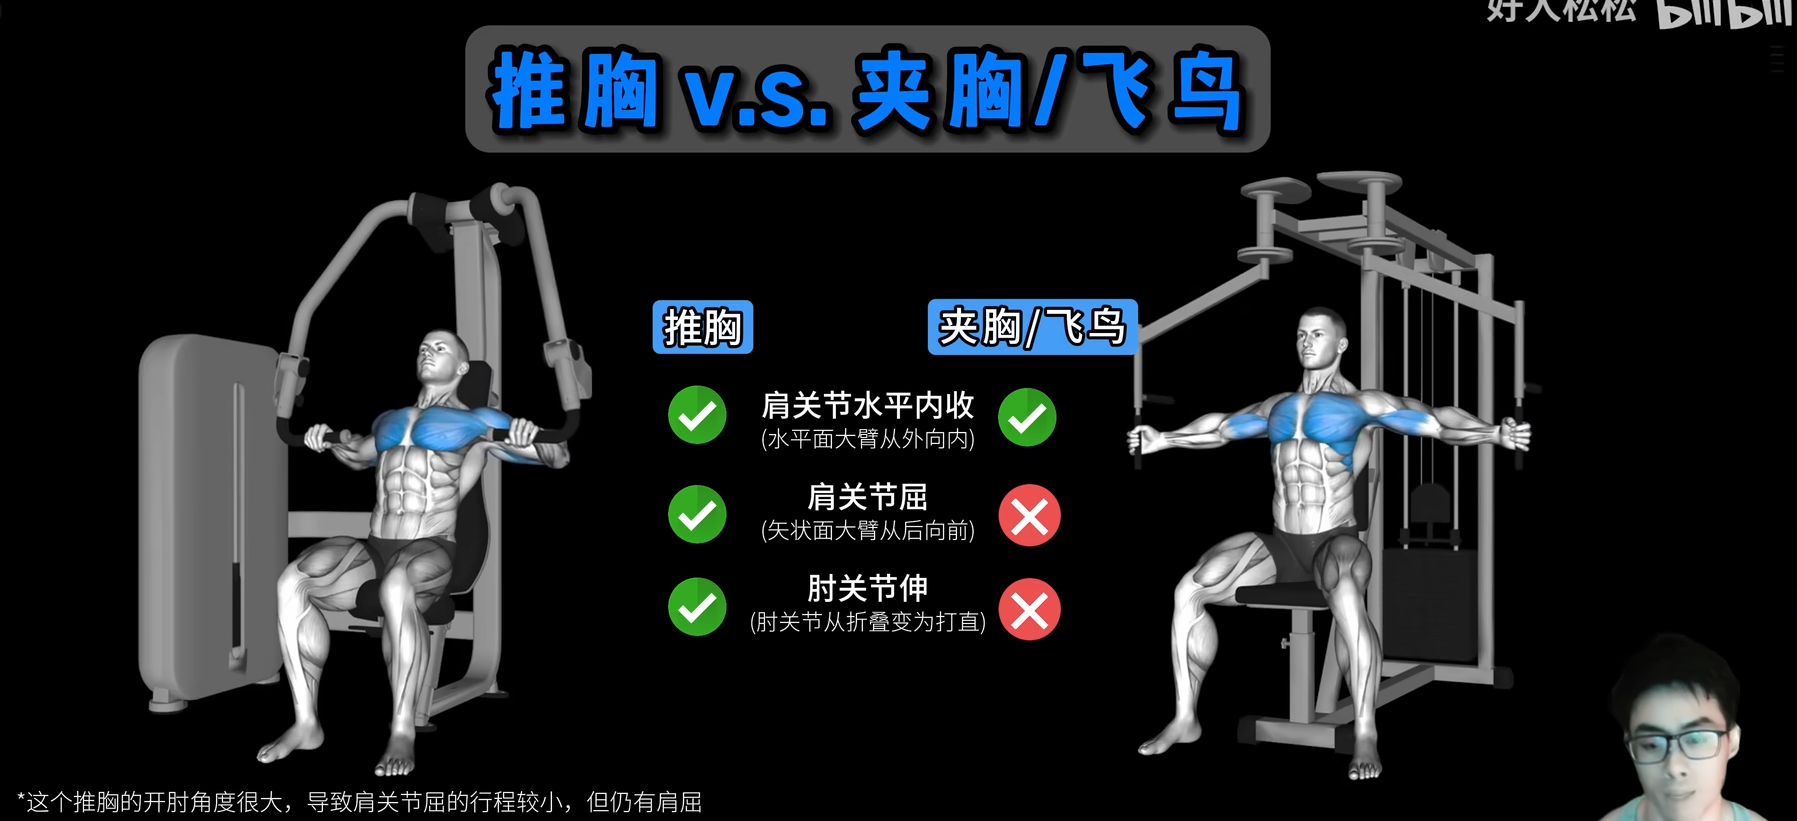 好人松松 bilibili
推胸 v.s. 夹胸/飞鸟
推胸
夹胸/飞鸟
肩关节水平内收
(水平面大臂从外向内)
肩关节屈
(矢状面大臂从后向前)
肘关节伸
(肘关节从折叠变为打直)
*这个推胸的开肘角度很大，导致肩关节屈的行程较小，但仍有肩屈